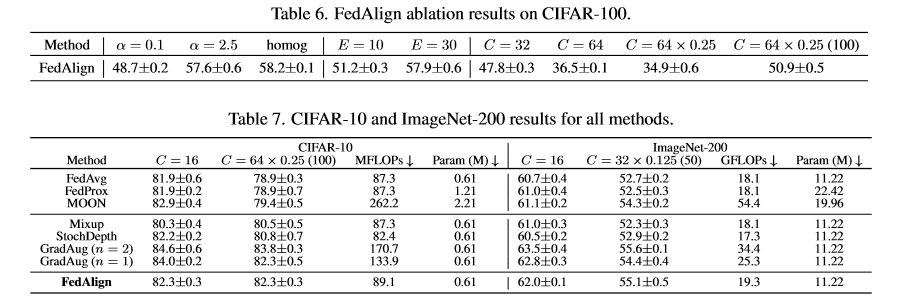 Table 6. FedAlign ablation results on CIFAR-100.
Method α = 0.1 α = 2.5 homog E = 10 E = 30 C = 32 C = 64 C = 64 × 0.25 C = 64 × 0.25 (100)
FedAlign 48.7±0.2 57.6±0.6 58.2±0.1 51.2±0.3 57.9±0.6 47.8±0.3 36.5±0.1 34.9±0.6 50.9±0.5
Table 7. CIFAR-10 and ImageNet-200 results for all methods.
CIFAR-10 ImageNet-200
Method C = 16 C = 64 × 0.25 (100) MFLOPs ↓ Param (M) ↓ C = 16 C = 32 × 0.125 (50) GFLOPs ↓ Param (M) ↓
FedAvg 81.9±0.6 78.9±0.3 87.3 0.61 60.7±0.4 52.7±0.2 18.1 11.22
FedProx 81.9±0.2 78.9±0.7 87.3 1.21 61.0±0.4 52.5±0.3 18.1 22.42
MOON 82.9±0.4 79.4±0.5 262.2 2.21 61.1±0.2 54.3±0.2 54.4 19.96
Mixup 80.3±0.4 80.5±0.5 87.3 0.61 61.0±0.3 52.3±0.3 18.1 11.22
StochDepth 82.2±0.2 80.8±0.7 82.4 0.61 60.5±0.2 52.9±0.2 17.3 11.22
GradAug (n = 2) 84.6±0.6 83.8±0.3 170.7 0.61 63.5±0.4 55.6±0.1 34.4 11.22
GradAug (n = 1) 84.0±0.2 82.3±0.5 133.9 0.61 62.8±0.3 54.4±0.4 25.3 11.22
FedAlign 82.3±0.3 82.3±0.3 89.1 0.61 62.0±0.1 55.1±0.5 19.3 11.22